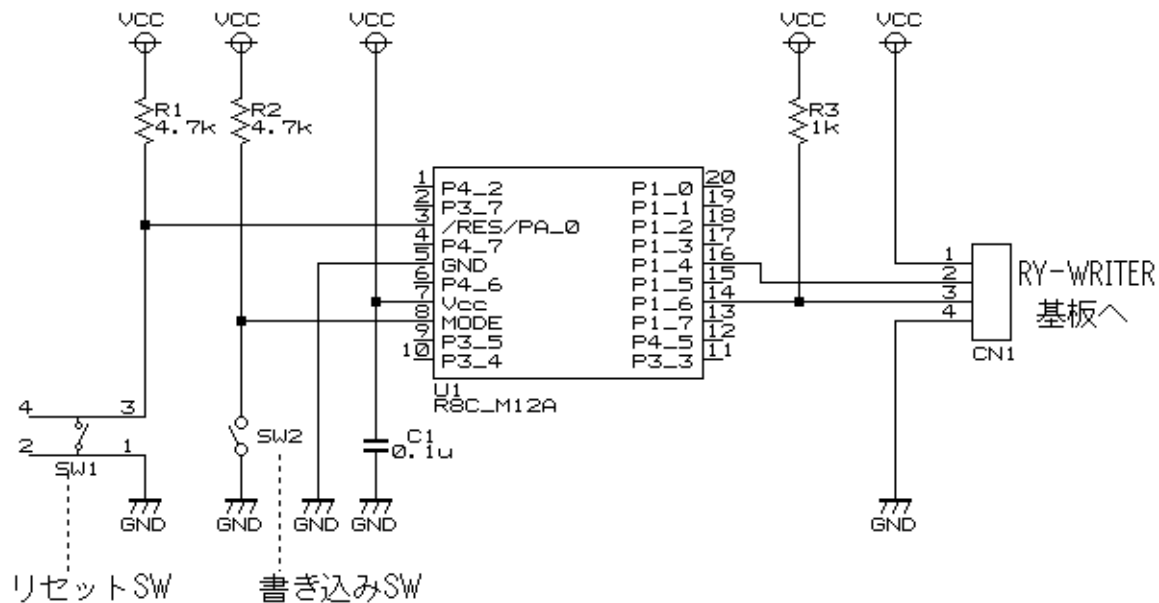 VCC VCC VCC VCC VCC
R1
4.7k
R2
4.7k
R3
1k
1 P4_2
2 P3_7
3 /RES/PA_0
4 P4_7
5 GND
6 P4_6
7 Vcc
8 MODE
9 P3_5
10 P3_4
P1_0 20
P1_1 19
P1_2 18
P1_3 17
P1_4 16
P1_5 15
P1_6 14
P1_7 13
P4_5 12
P3_3 11
U1
R8C_M12A
1
2
3
4
CN1
RY-WRITER
基板へ
4 3
2 1
SW1
SW2
C1
0.1u
GND GND GND GND GND
リセットSW 書き込みSW